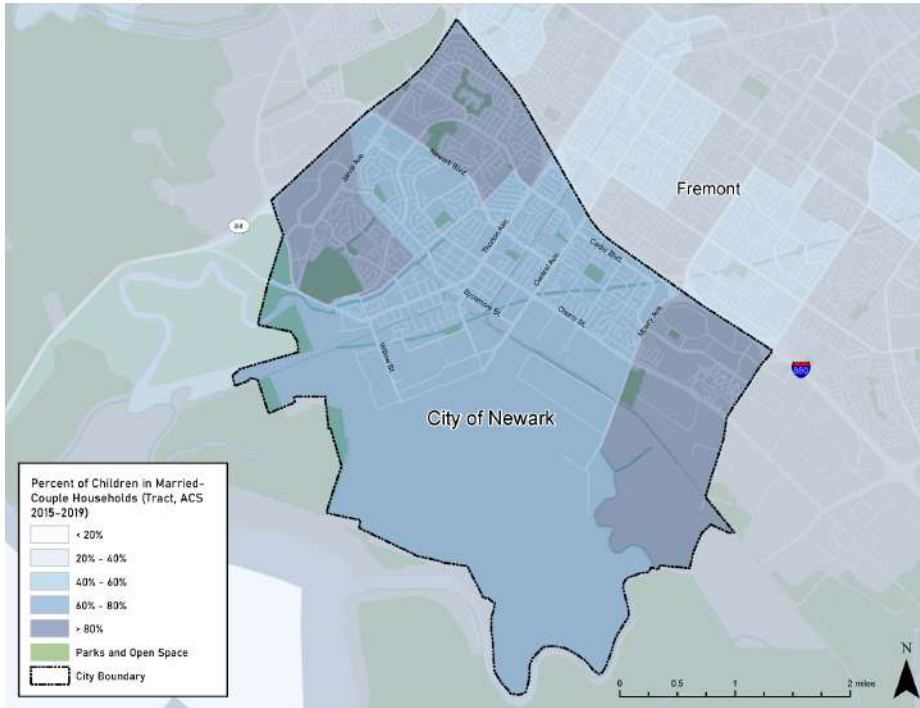 Fremont
84
Jarvis Ave.
Newark Blvd.
Thornton Ave.
Cedar Blvd.
Central Ave.
Sycamore St.
Cherry St.
Mowry Ave.
Willow St.
880
City of Newark
Percent of Children in Married-
Couple Households (Tract, ACS
2015-2019)
< 20%
20% - 40%
40% - 60%
60% - 80%
> 80%
Parks and Open Space
City Boundary
N
0 0.5 1 2 miles